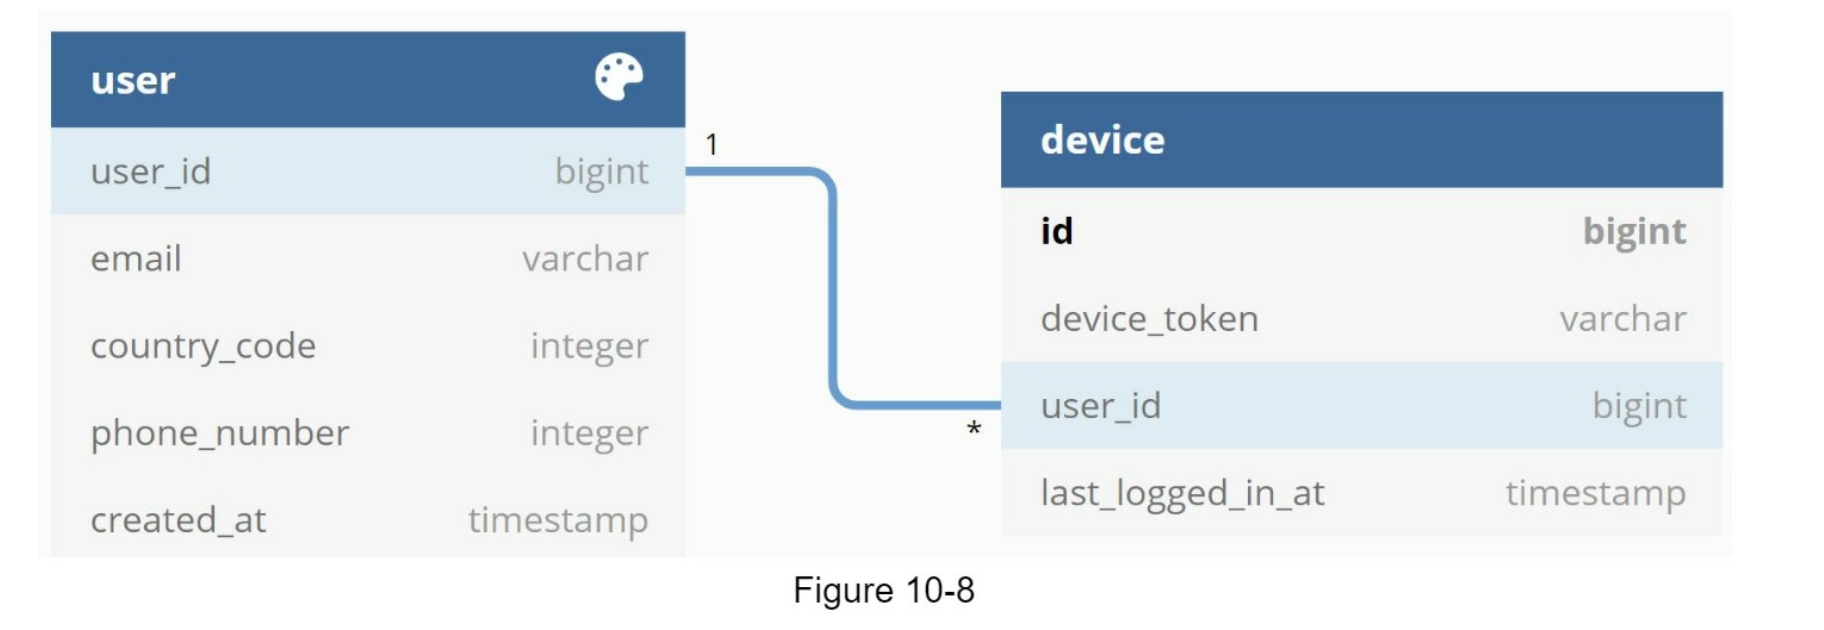 user
user_id bigint
email varchar
country_code integer
phone_number integer
created_at timestamp
1
*
device
id bigint
device_token varchar
user_id bigint
last_logged_in_at timestamp
Figure 10-8